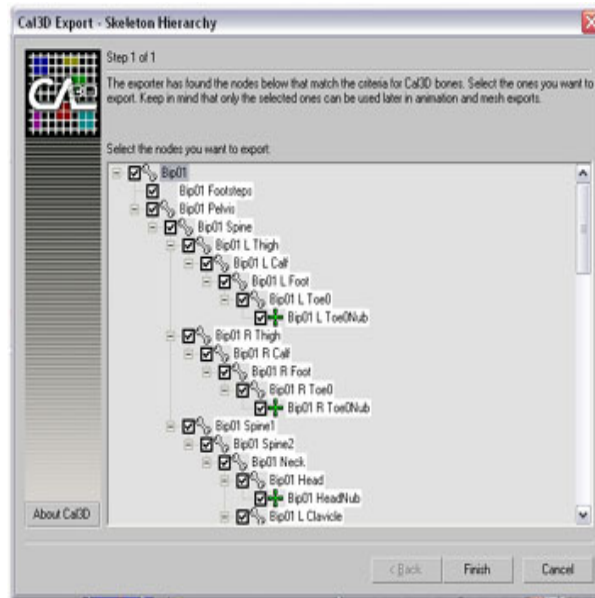 Cal3D Export - Skeleton Hierarchy
CAL3D
Step 1 of 1
The exporter has found the nodes below that match the criteria for Cal3D bones. Select the ones you want to
export. Keep in mind that only the selected ones can be used later in animation and mesh exports.
Select the nodes you want to export:
Bip01
Bip01 Footsteps
Bip01 Pelvis
Bip01 Spine
Bip01 L Thigh
Bip01 L Calf
Bip01 L Foot
Bip01 L Toe0
Bip01 L Toe0Nub
Bip01 R Thigh
Bip01 R Calf
Bip01 R Foot
Bip01 R Toe0
Bip01 R Toe0Nub
Bip01 Spine1
Bip01 Spine2
Bip01 Neck
Bip01 Head
Bip01 HeadNub
Bip01 L Clavicle
About Cal3D
< Back
Finish
Cancel